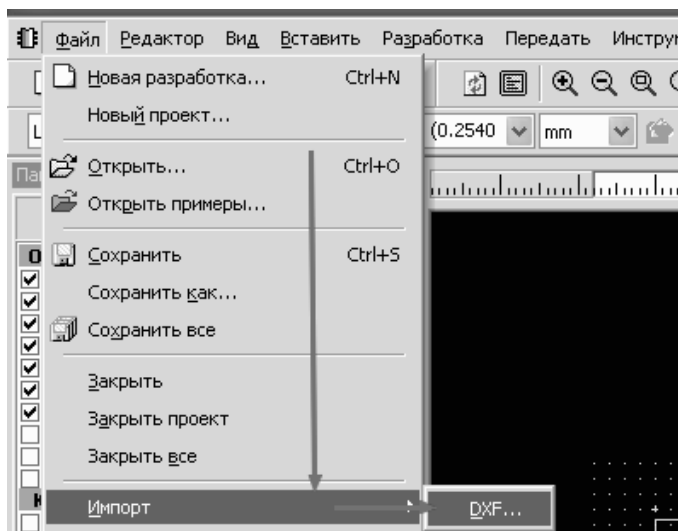 Файл Редактор Вид Вставить Разработка Передать
Новая разработка... Ctrl+N
Новый проект...
(0.2540 mm
Открыть... Ctrl+O
Открыть примеры...
Сохранить Ctrl+S
Сохранить как...
Сохранить все
Закрыть
Закрыть проект
Закрыть все
Импорт DXF...